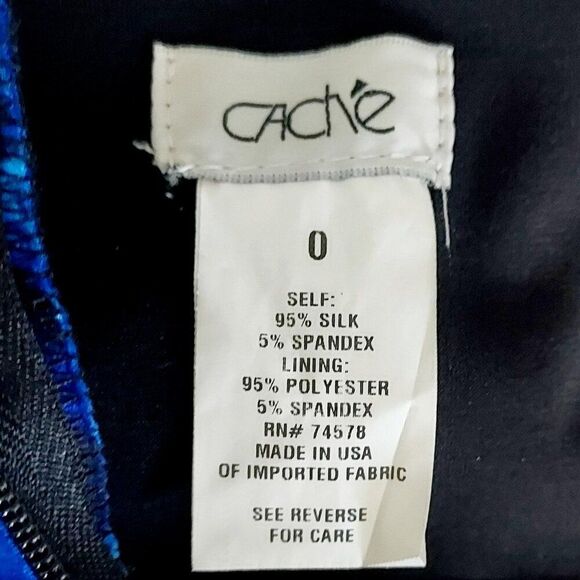 caché
0
SELF:
95% SILK
5% SPANDEX
LINING:
95% POLYESTER
5% SPANDEX
RN# 74578
MADE IN USA
OF IMPORTED FABRIC
SEE REVERSE
FOR CARE